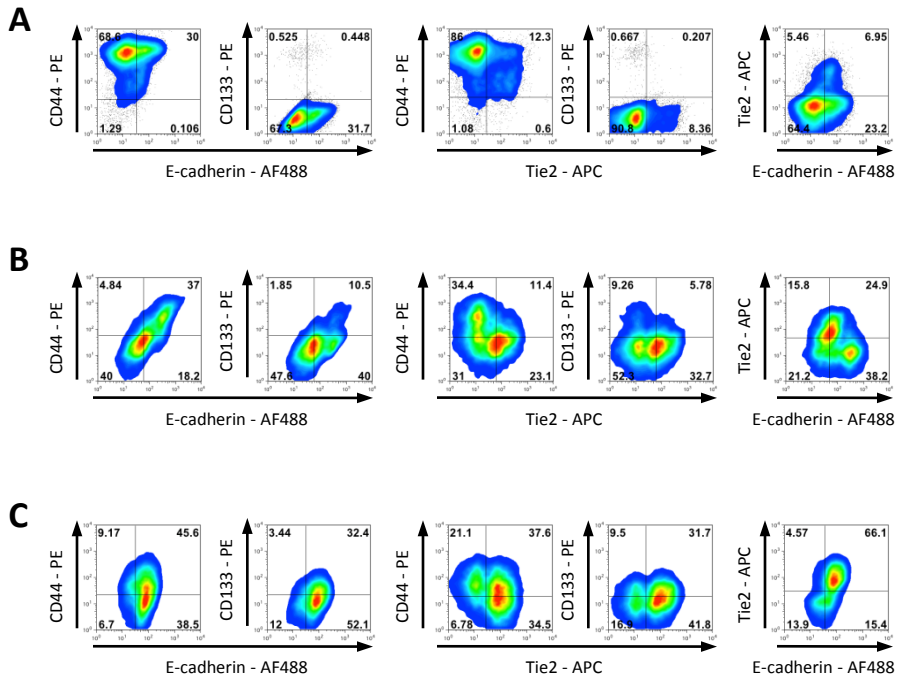 A
CD44 - PE
68.6 30
1.29 0.106
CD133 - PE
0.525 0.448
67.3 31.7
E-cadherin - AF488
CD44 - PE
86 12.3
1.08 0.6
CD133 - PE
0.667 0.207
90.8 8.36
Tie2 - APC
Tie2 - APC
5.46 6.95
64.4 23.2
E-cadherin - AF488
B
CD44 - PE
4.84 37
40 18.2
CD133 - PE
1.85 10.5
47.6 40
E-cadherin - AF488
CD44 - PE
34.4 11.4
31 23.1
CD133 - PE
9.26 5.78
52.3 32.7
Tie2 - APC
Tie2 - APC
15.8 24.9
21.2 38.2
E-cadherin - AF488
C
CD44 - PE
9.17 45.6
6.7 38.5
CD133 - PE
3.44 32.4
12 52.1
E-cadherin - AF488
CD44 - PE
21.1 37.6
6.78 34.5
CD133 - PE
9.5 31.7
16.9 41.8
Tie2 - APC
Tie2 - APC
4.57 66.1
13.9 15.4
E-cadherin - AF488